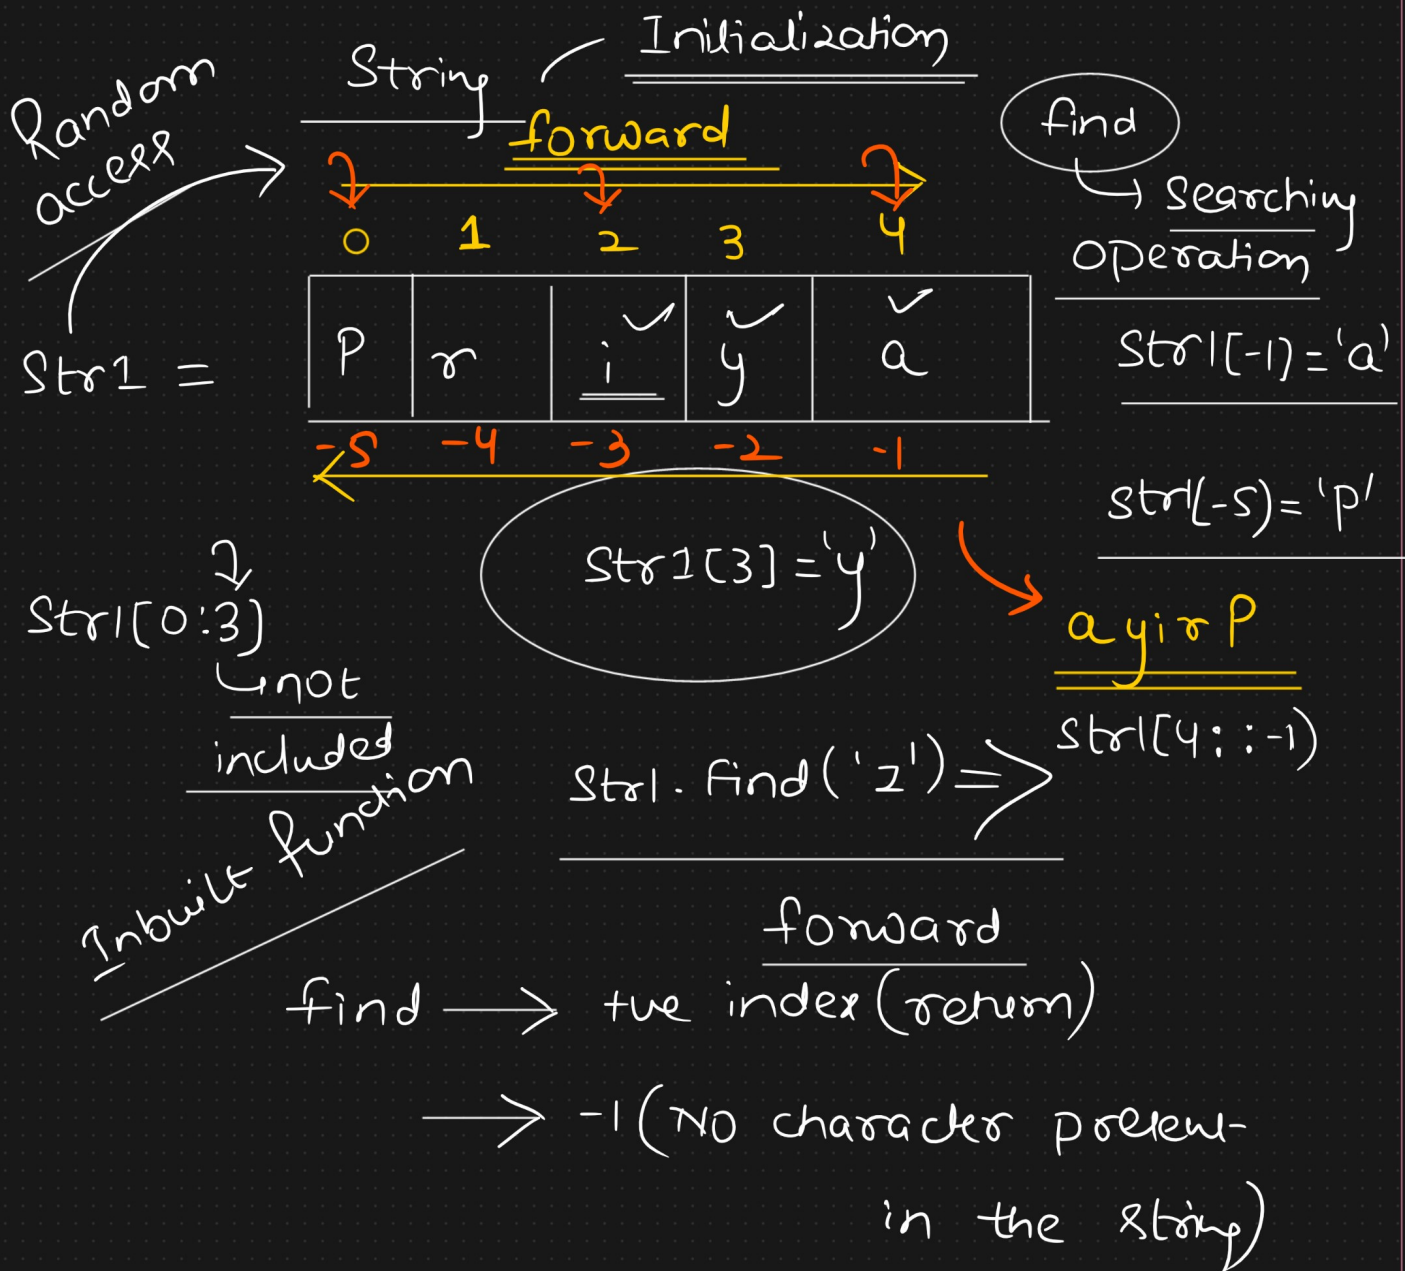 Initialization
String
find
forward
Random
access
Searching
operation
0 1 2 3 4
Str1 = P r i y a
-5 -4 -3 -2 -1
Str1[-1]='a'
str1[-5)='P'
Str1[3]='y'
Str1[0:3]
not
included
ayirP
Str1[4::-1)
Str1.find('z')=>
Inbuilt function
forward
find → +ve index(return)
→ -1(No character present
in the string)